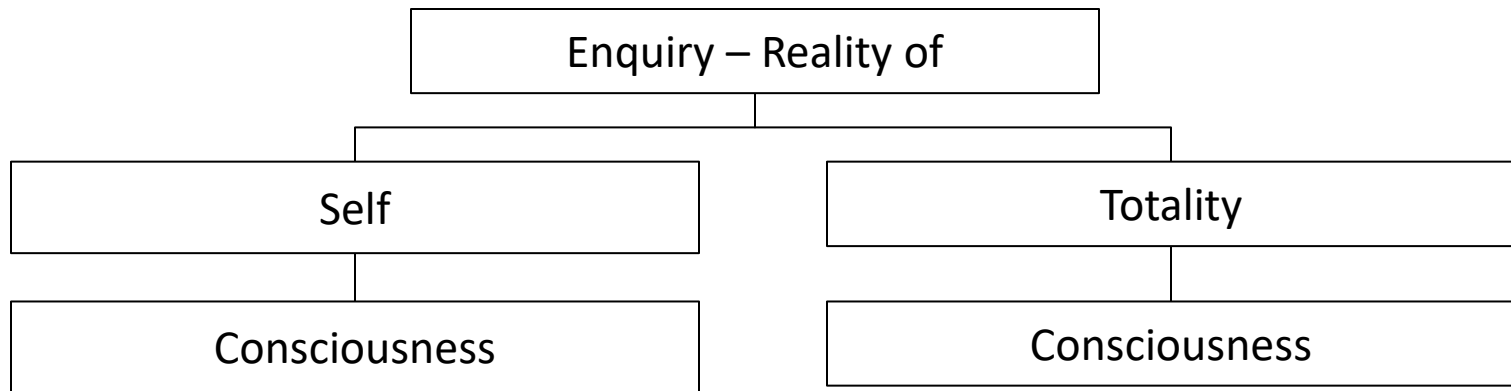 Enquiry – Reality of
Self
Totality
Consciousness
Consciousness